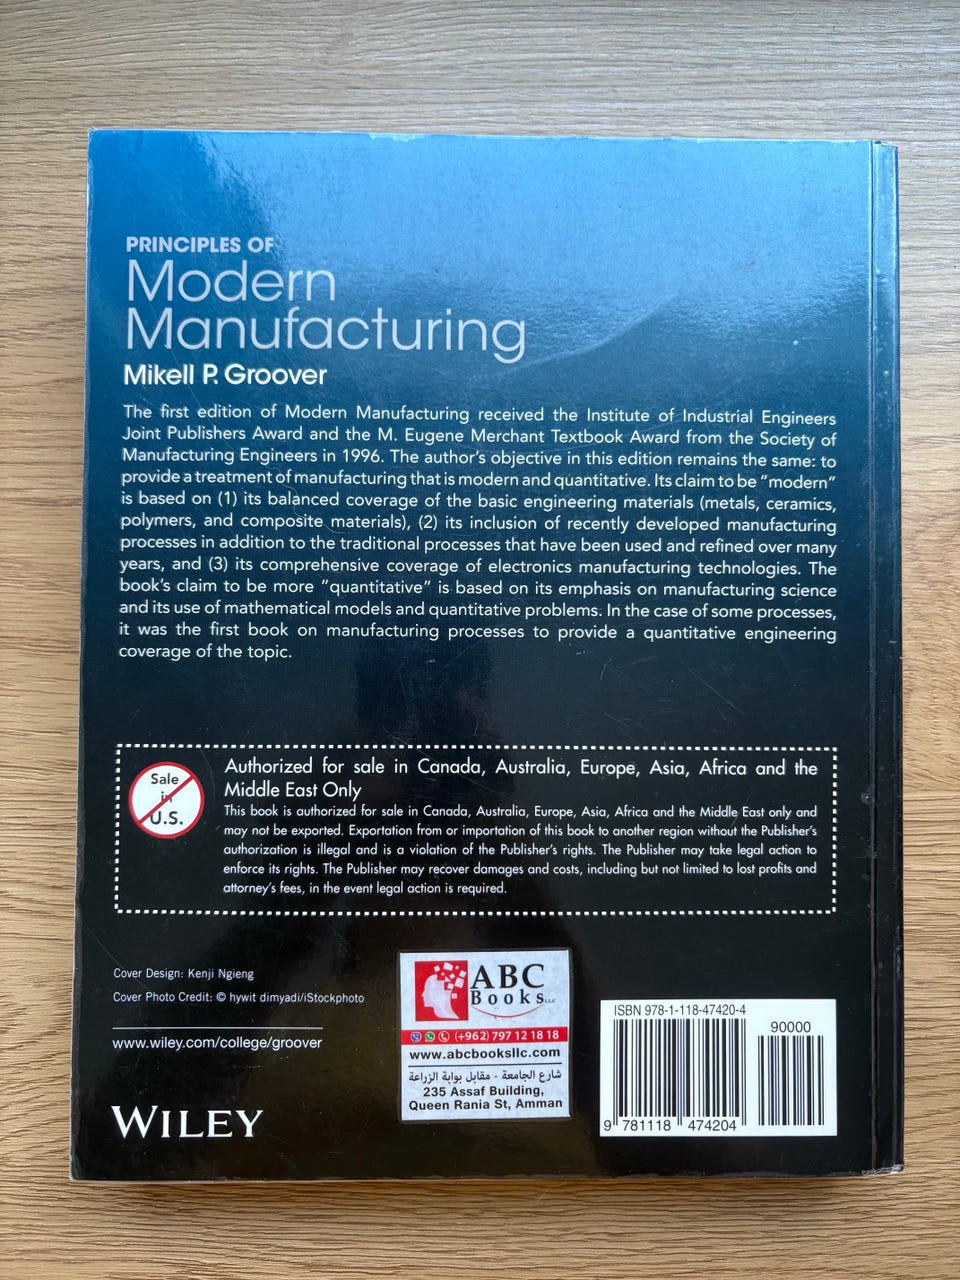 PRINCIPLES OF
Modern
Manufacturing
Mikell P. Groover
The first edition of Modern Manufacturing received the Institute of Industrial Engineers
Joint Publishers Award and the M. Eugene Merchant Textbook Award from the Society of
Manufacturing Engineers in 1996. The author's objective in this edition remains the same: to
provide a treatment of manufacturing that is modern and quantitative. Its claim to be "modern"
is based on (1) its balanced coverage of the basic engineering materials (metals, ceramics,
polymers, and composite materials), (2) its inclusion of recently developed manufacturing
processes in addition to the traditional processes that have been used and refined over many
years, and (3) its comprehensive coverage of electronics manufacturing technologies. The
book's claim to be more "quantitative" is based on its emphasis on manufacturing science
and its use of mathematical models and quantitative problems. In the case of some processes,
it was the first book on manufacturing processes to provide a quantitative engineering
coverage of the topic.
Sale
in
U.S.
Authorized for sale in Canada, Australia, Europe, Asia, Africa and the
Middle East Only
This book is authorized for sale in Canada, Austalia, Europe, Asia, Africa and the Middle East only and
may not be exported. Exportation from or importation of this book to another region without the Publisher's
authorization is illegal and is a violation of the Publisher's rights. The Publisher may take legal action to
enforce its rights. The Publisher may recover damages and costs, including but not limited to lost profits and
attorney's fees, in the event legal action is required.
Cover Design: Kenji Ngieng
Cover Photo Credit: © hywit dimyadi/iStockphoto
www.wiley.com/college/groover
WILEY
ABC
Books LLC
(+962) 797 12 18 18
www.abcbooksllc.com
شارع الجامعة - مقابل بوابة الزراعة
235 Assaf Building,
Queen Rania St, Amman
ISBN 978-1-118-47420-4
90000
9 781118 474204